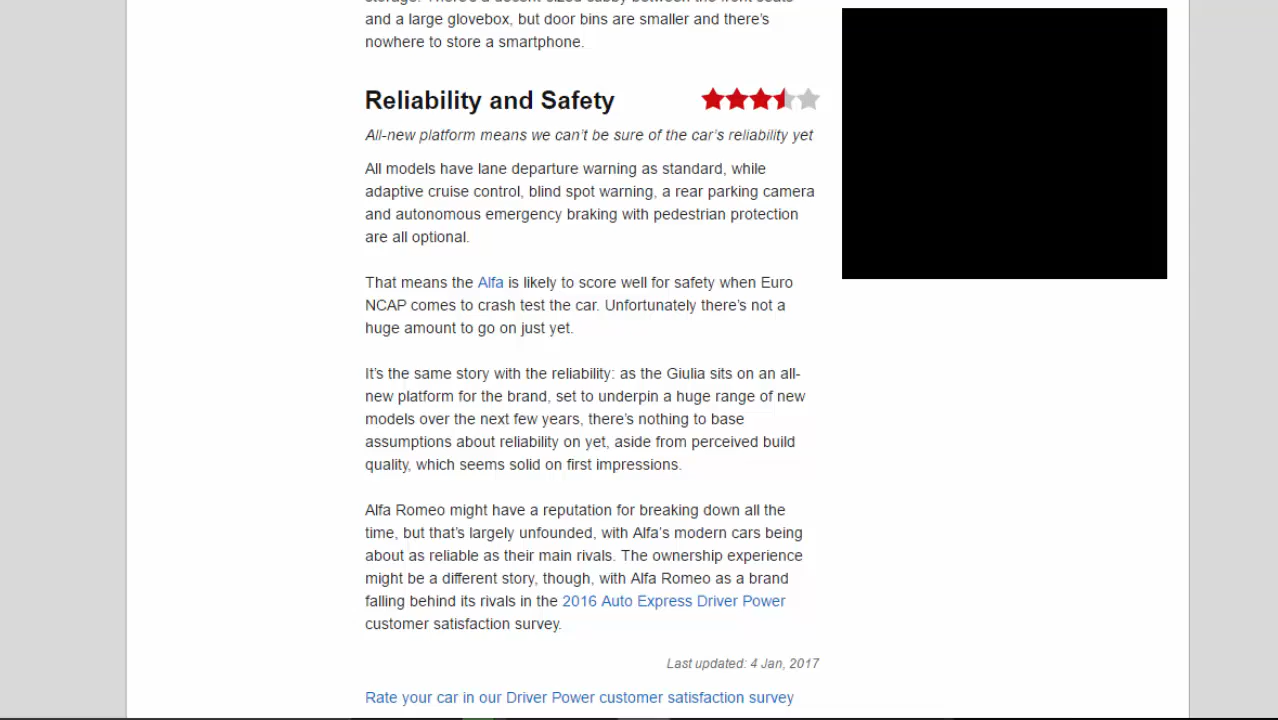 and a large glovebox, but door bins are smaller and there’s
nowhere to store a smartphone.
Reliability and Safety
All-new platform means we can’t be sure of the car’s reliability yet
All models have lane departure warning as standard, while
adaptive cruise control, blind spot warning, a rear parking camera
and autonomous emergency braking with pedestrian protection
are all optional.
That means the Alfa is likely to score well for safety when Euro
NCAP comes to crash test the car. Unfortunately there’s not a
huge amount to go on just yet.
It’s the same story with the reliability: as the Giulia sits on an all-
new platform for the brand, set to underpin a huge range of new
models over the next few years, there’s nothing to base
assumptions about reliability on yet, aside from perceived build
quality, which seems solid on first impressions.
Alfa Romeo might have a reputation for breaking down all the
time, but that’s largely unfounded, with Alfa’s modern cars being
about as reliable as their main rivals. The ownership experience
might be a different story, though, with Alfa Romeo as a brand
falling behind its rivals in the 2016 Auto Express Driver Power
customer satisfaction survey.
Last updated: 4 Jan, 2017
Rate your car in our Driver Power customer satisfaction survey